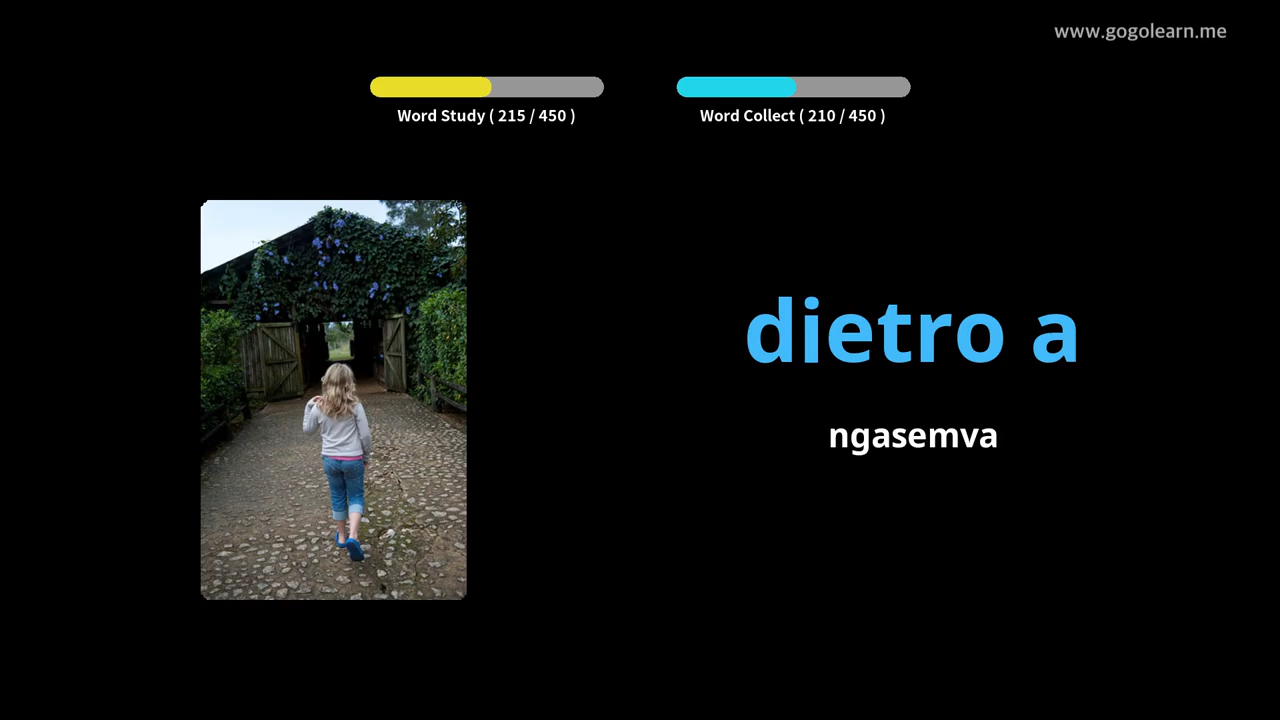 www.gogolearn.me
Word Study ( 215 / 450 )
Word Collect ( 210 / 450 )
dietro a
ngasemva